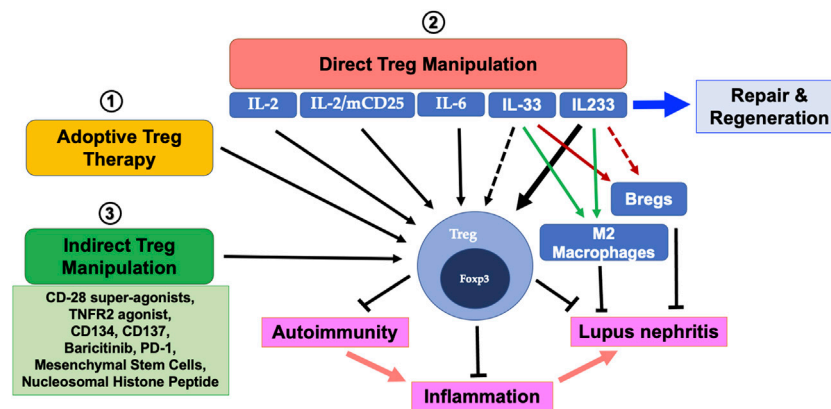 ②
Direct Treg Manipulation
IL-2
IL-2/mCD25
IL-6
IL-33
IL233
Repair &
Regeneration
①
Adoptive Treg
Therapy
③
Indirect Treg
Manipulation
CD-28 super-agonists,
TNFR2 agonist,
CD134, CD137,
Baricitinib, PD-1,
Mesenchymal Stem Cells,
Nucleosomal Histone Peptide
Treg
Foxp3
Bregs
M2
Macrophages
Autoimmunity
Lupus nephritis
Inflammation